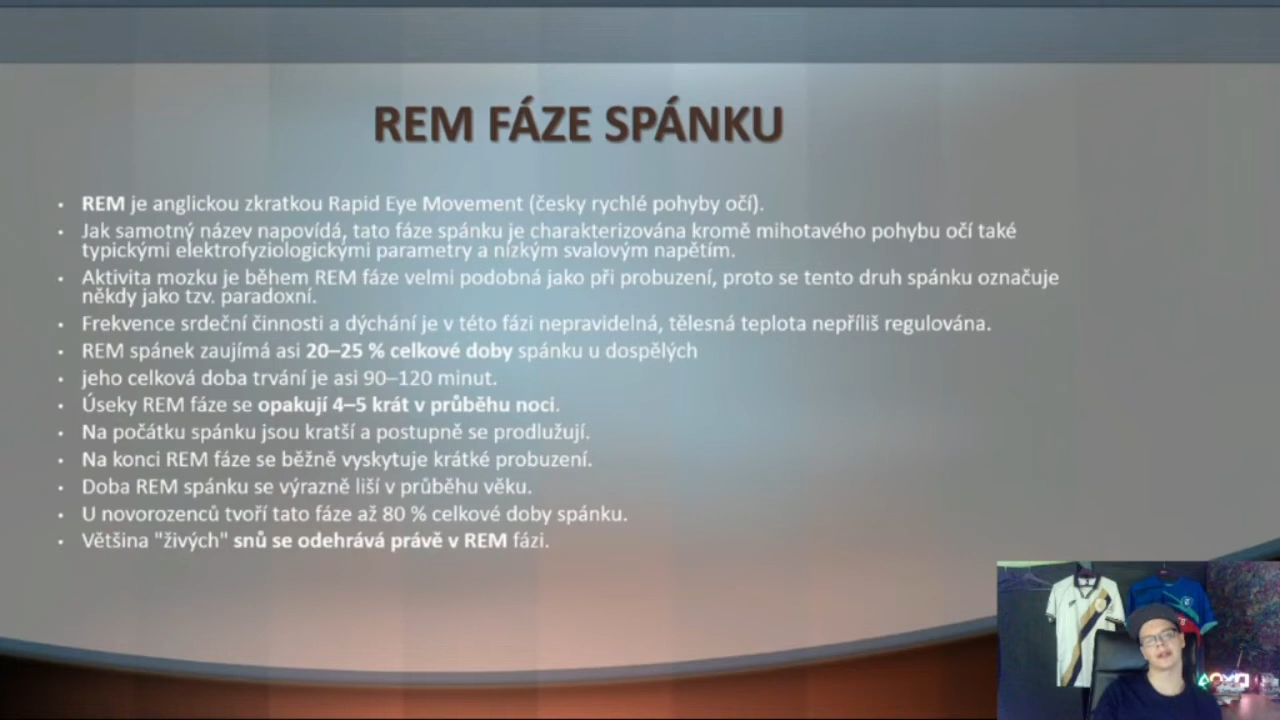 REM FÁZE SPÁNKU
• REM je anglickou zkratkou Rapid Eye Movement (česky rychlé pohyby očí).
• Jak samotný název napovídá, tato fáze spánku je charakterizována kromě mihotavého pohybu očí také
typickými elektrofyziologickými parametry a nízkým svalovým napětím.
• Aktivita mozku je během REM fáze velmi podobná jako při probuzení, proto se tento druh spánku označuje
někdy jako tzv. paradoxní.
• Frekvence srdeční činnosti a dýchání je v této fázi nepravidelná, tělesná teplota nepříliš regulována.
• REM spánek zaujímá asi 20–25 % celkové doby spánku u dospělých
• jeho celková doba trvání je asi 90–120 minut.
• Úseky REM fáze se opakují 4–5 krát v průběhu noci.
• Na počátku spánku jsou kratší a postupně se prodlužují.
• Na konci REM fáze se běžně vyskytuje krátké probuzení.
• Doba REM spánku se výrazně liší v průběhu věku.
• U novorozenců tvoří tato fáze až 80 % celkové doby spánku.
• Většina "živých" snů se odehrává právě v REM fázi.